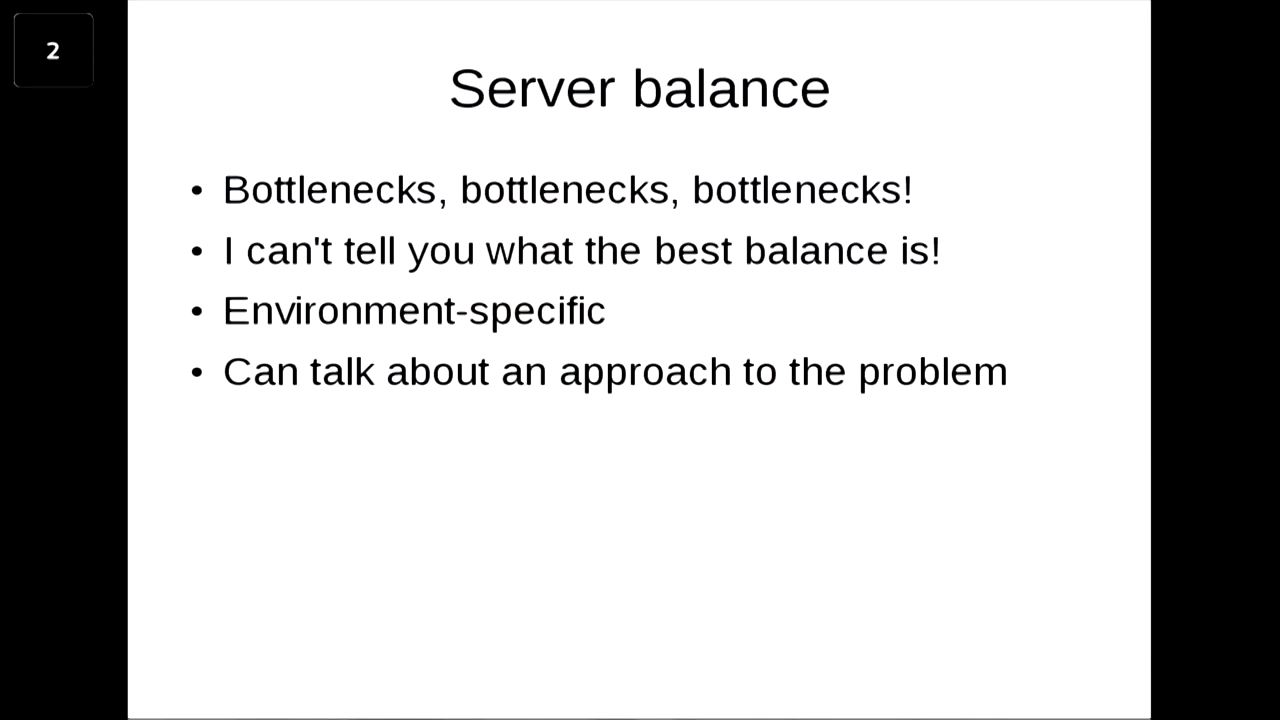 2
Server balance
• Bottlenecks, bottlenecks, bottlenecks!
• I can't tell you what the best balance is!
• Environment-specific
• Can talk about an approach to the problem